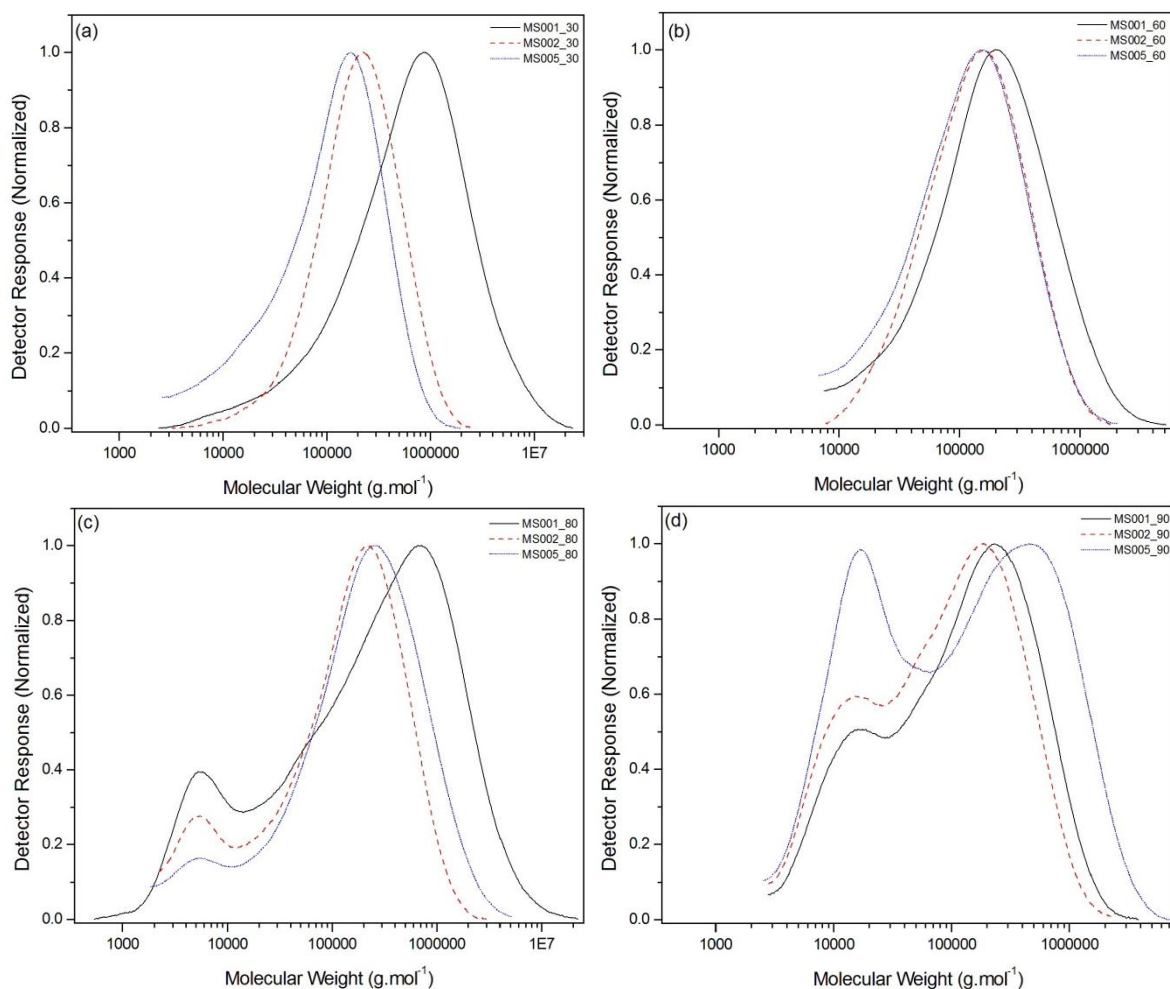 (a)
MS001_30
MS002_30
MS005_30
1.0
0.8
0.6
0.4
0.2
0.0
Detector Response (Normalized)
1000 10000 100000 1000000 1E7
Molecular Weight (g.mol⁻¹)
(b)
MS001_60
MS002_60
MS005_60
1.0
0.8
0.6
0.4
0.2
0.0
Detector Response (Normalized)
1000 10000 100000 1000000
Molecular Weight (g.mol⁻¹)
(c)
MS001_80
MS002_80
MS005_80
1.0
0.8
0.6
0.4
0.2
0.0
Detector Response (Normalized)
1000 10000 100000 1000000 1E7
Molecular Weight (g.mol⁻¹)
(d)
MS001_90
MS002_90
MS005_90
1.0
0.8
0.6
0.4
0.2
0.0
Detector Response (Normalized)
1000 10000 100000 1000000
Molecular Weight (g.mol⁻¹)